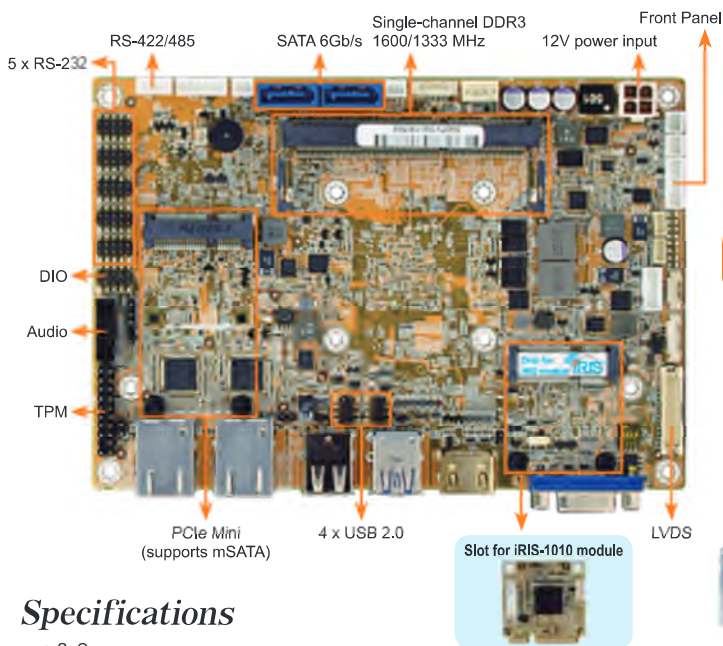 Single-channel DDR3
Front Panel
RS-422/485
SATA 6Gb/s
1600/1333 MHz
12V power input
5 x RS-232
DIO
Audio
TPM
iRIS
PCIe Mini
(supports mSATA)
4 x USB 2.0
LVDS
Slot for iRIS-1010 module
Specifications